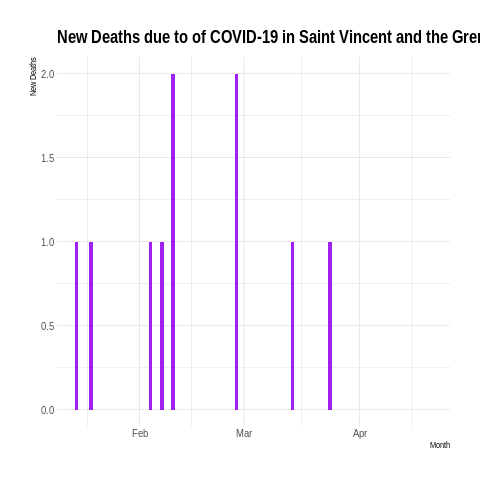 New Deaths due to of COVID-19 in Saint Vincent and the Gren
New Deaths
2.0
1.5
1.0
0.5
0.0
Feb Mar Apr
Month